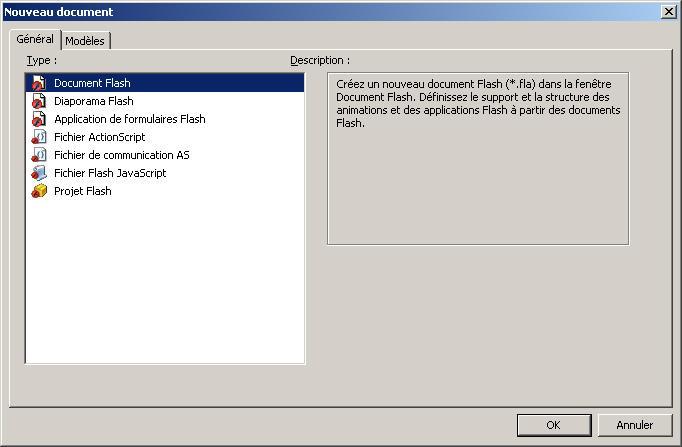 Nouveau document
Général
Modèles
Type :
Description :
Document Flash
Diaporama Flash
Application de formulaires Flash
Fichier ActionScript
Fichier de communication AS
Fichier Flash JavaScript
Projet Flash
Créez un nouveau document Flash (*.fla) dans la fenêtre
Document Flash. Définissez le support et la structure des
animations et des applications Flash à partir des documents
Flash.
OK
Annuler